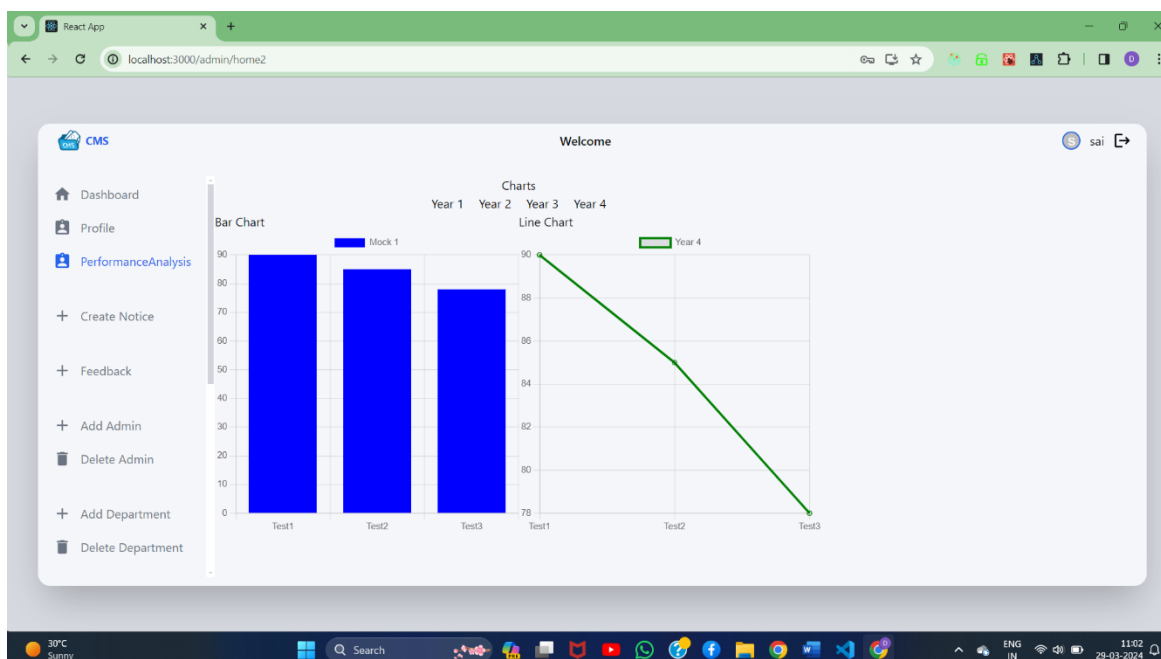 React App
localhost:3000/admin/home2
D
CMS
CMS
Welcome
S sai
Dashboard
Profile
PerformanceAnalysis
Create Notice
Feedback
Add Admin
Delete Admin
Add Department
Delete Department
Charts
Year 1 Year 2 Year 3 Year 4
Bar Chart
Mock 1
90
80
70
60
50
40
30
20
10
0
Test1 Test2 Test3
Line Chart
Year 4
90
88
86
84
82
80
78
Test1 Test2 Test3
30°C
Sunny
Search
ENG
IN
11:02
29-03-2024